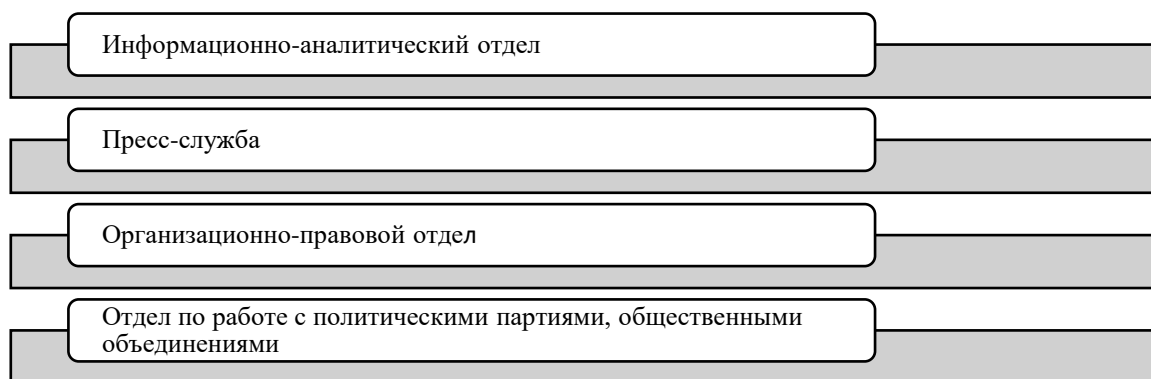 Информационно-аналитический отдел
Пресс-служба
Организационно-правовой отдел
Отдел по работе с политическими партиями, общественными
объединениями